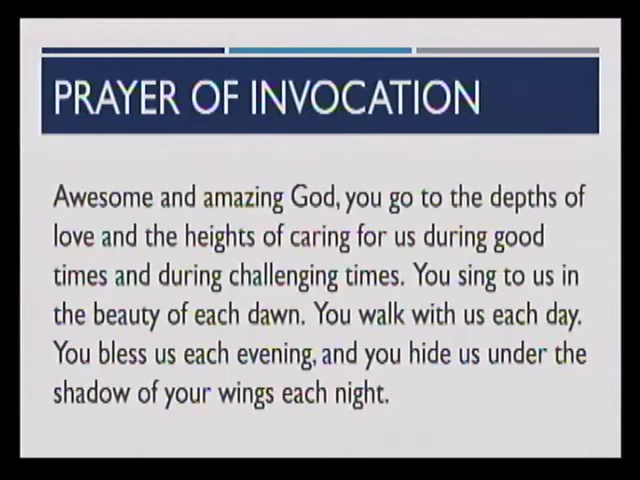 PRAYER OF INVOCATION
Awesome and amazing God, you go to the depths of
love and the heights of caring for us during good
times and during challenging times. You sing to us in
the beauty of each dawn. You walk with us each day.
You bless us each evening, and you hide us under the
shadow of your wings each night.